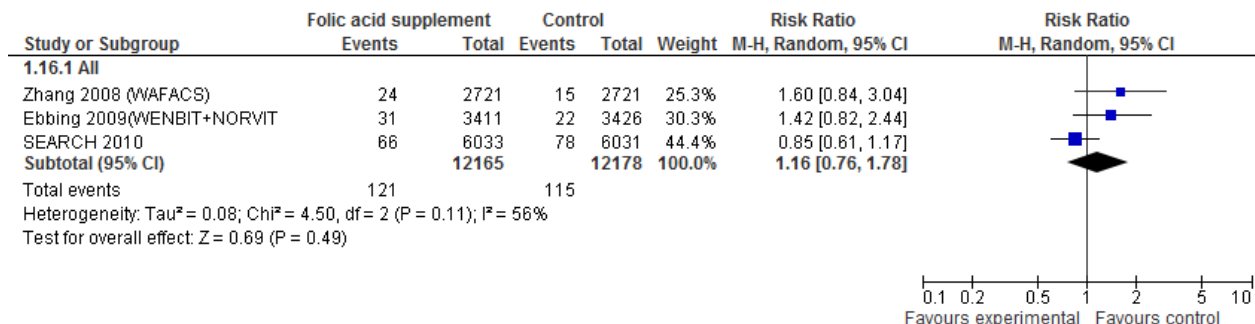 Folic acid supplement Control Risk Ratio Risk Ratio
Study or Subgroup Events Total Events Total Weight M-H, Random, 95% CI M-H, Random, 95% CI
1.16.1 All
Zhang 2008 (WAFACS) 24 2721 15 2721 25.3% 1.60 [0.84, 3.04]
Ebbing 2009(WENBIT+NORVIT 31 3411 22 3426 30.3% 1.42 [0.82, 2.44]
SEARCH 2010 66 6033 78 6031 44.4% 0.85 [0.61, 1.17]
Subtotal (95% CI) 12165 12178 100.0% 1.16 [0.76, 1.78]
Total events 121 115
Heterogeneity: Tau² = 0.08; Chi² = 4.50, df = 2 (P = 0.11); I² = 56%
Test for overall effect: Z = 0.69 (P = 0.49)
0.1 0.2 0.5 1 2 5 10
Favours experimental Favours control